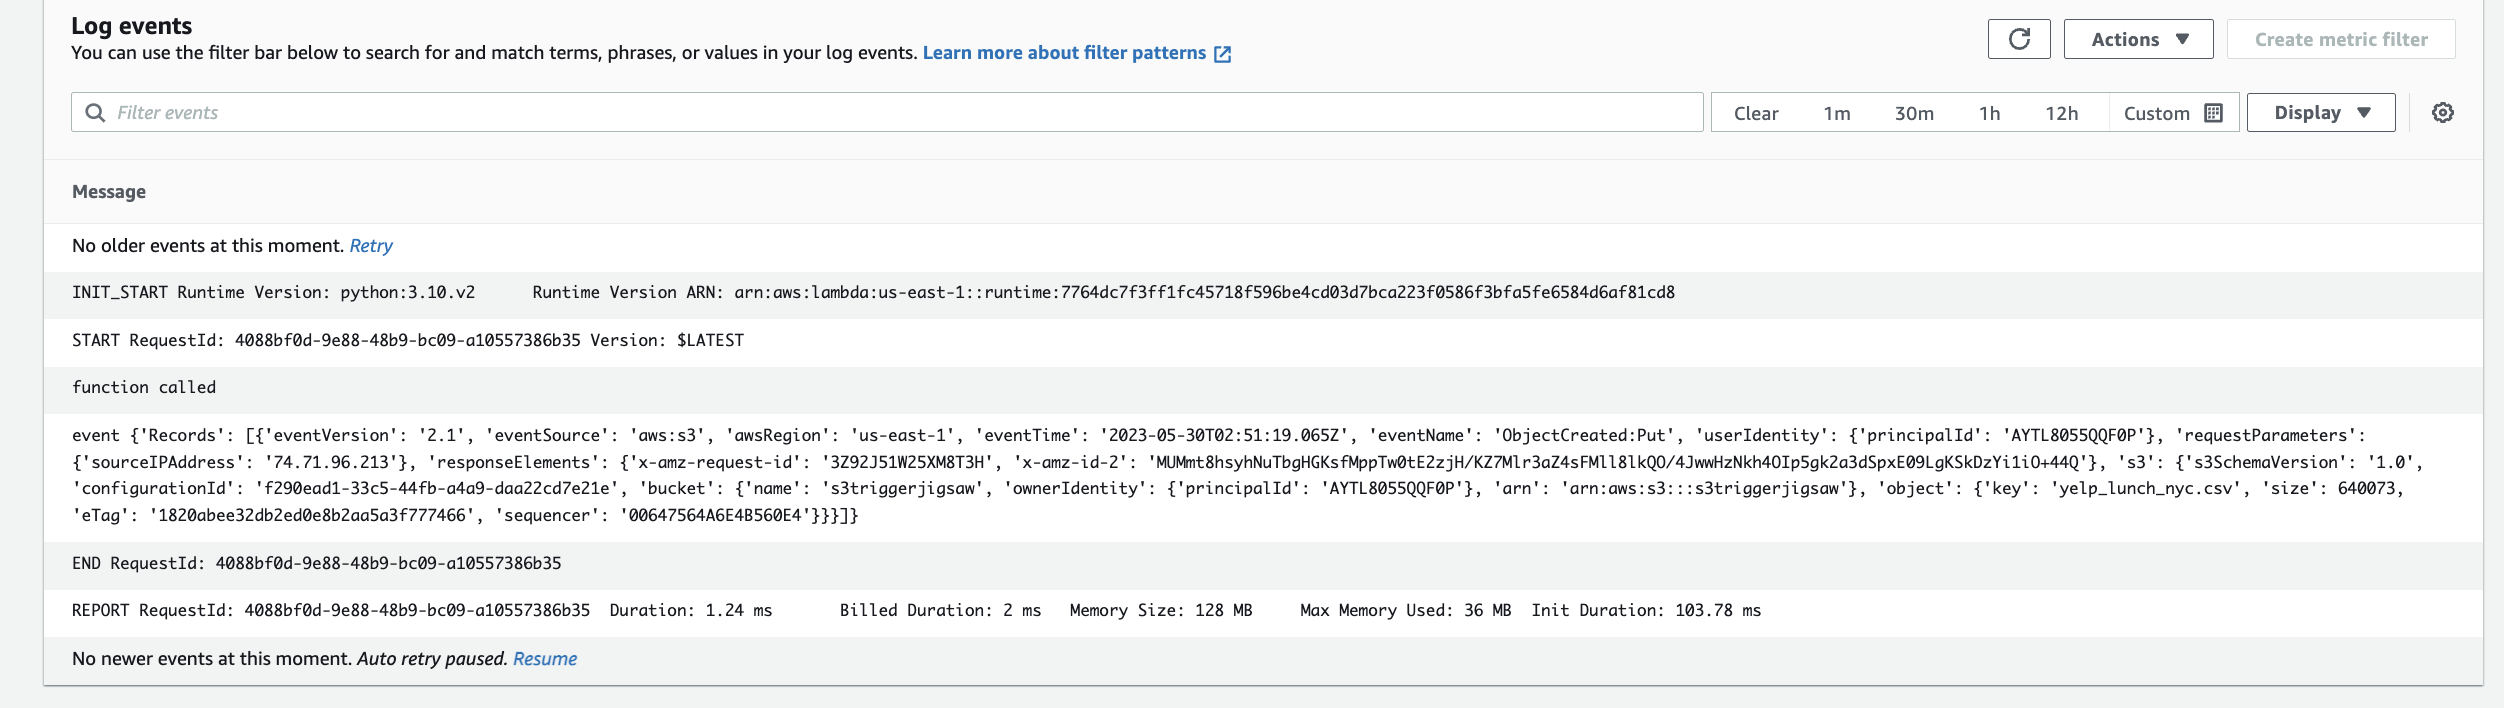 Log events
You can use the filter bar below to search for and match terms, phrases, or values in your log events. Learn more about filter patterns
Actions
Create metric filter
Filter events
Clear 1m 30m 1h 12h Custom
Display
Message
No older events at this moment. Retry
INIT_START Runtime Version: python:3.10.v2 Runtime Version ARN: arn:aws:lambda:us-east-1::runtime:7764dc7f3ff1fc45718f596be4cd03d7bca223f0586f3bfa5fe6584d6af81cd8
START RequestId: 4088bf0d-9e88-48b9-bc09-a10557386b35 Version: $LATEST
function called
event {'Records': [{'eventVersion': '2.1', 'eventSource': 'aws:s3', 'awsRegion': 'us-east-1', 'eventTime': '2023-05-30T02:51:19.065Z', 'eventName': 'ObjectCreated:Put', 'userIdentity': {'principalId': 'AYTL8055QQF0P'}, 'requestParameters':
{'sourceIPAddress': '74.71.96.213'}, 'responseElements': {'x-amz-request-id': '3Z92J51W25XM8T3H', 'x-amz-id-2': 'MUMmt8hsyhNuTbgHGKsfMppTw0tE2zjH/KZ7Mlr3aZ4sFMll8lkQO/4JwwHzNkh4OIp5gk2a3dSpxE09LgKSkDzYi1iO+44Q'}, 's3': {'s3SchemaVersion': '1.0',
'configurationId': 'f290ead1-33c5-44fb-a4a9-daa22cd7e21e', 'bucket': {'name': 's3triggerjigsaw', 'ownerIdentity': {'principalId': 'AYTL8055QQF0P'}, 'arn': 'arn:aws:s3:::s3triggerjigsaw'}, 'object': {'key': 'yelp_lunch_nyc.csv', 'size': 640073,
'eTag': '1820abee32db2ed0e8b2aa5a3f777466', 'sequencer': '00647564A6E4B560E4'}}}]}
END RequestId: 4088bf0d-9e88-48b9-bc09-a10557386b35
REPORT RequestId: 4088bf0d-9e88-48b9-bc09-a10557386b35 Duration: 1.24 ms Billed Duration: 2 ms Memory Size: 128 MB Max Memory Used: 36 MB Init Duration: 103.78 ms
No newer events at this moment. Auto retry paused. Resume